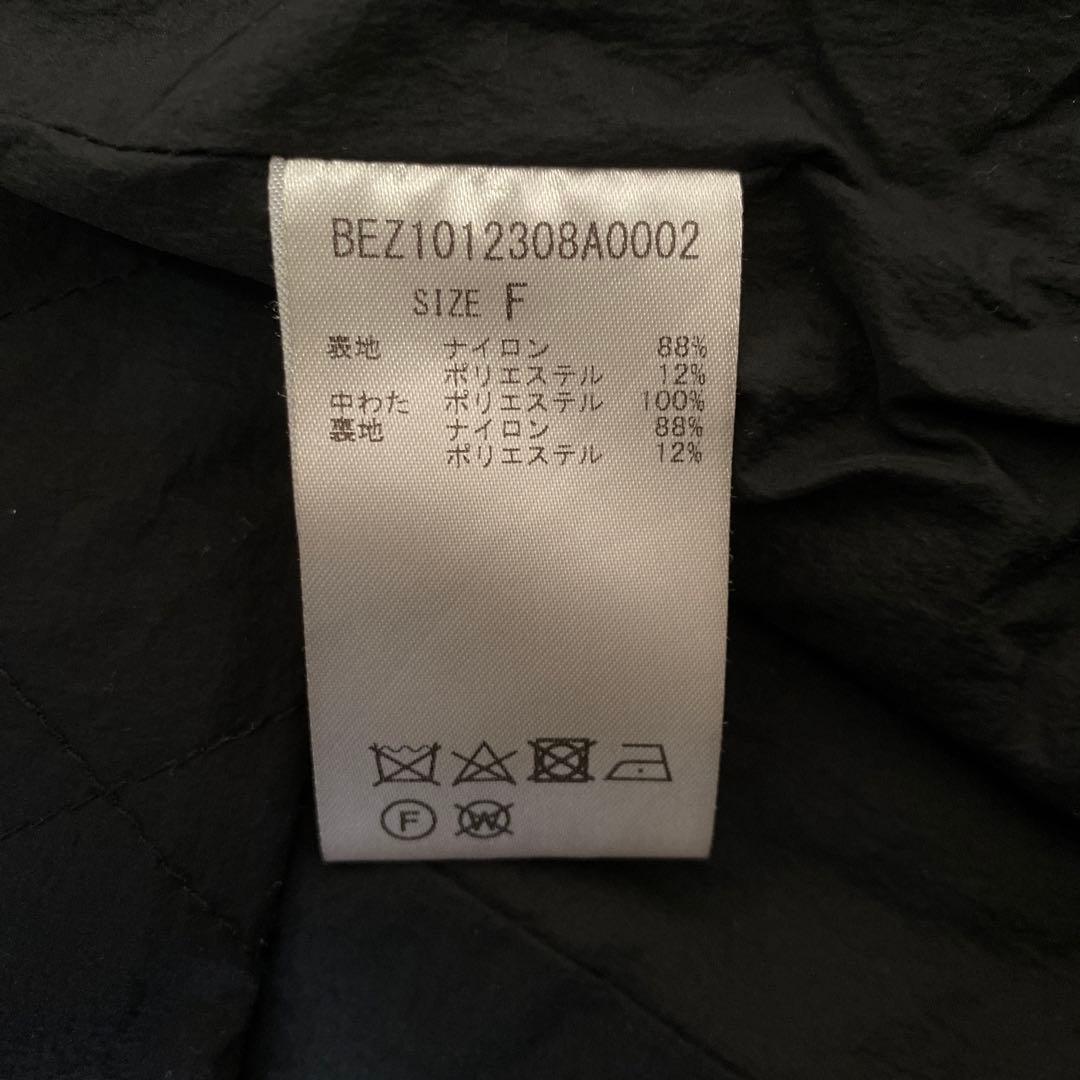 BEZ1012308A0002
SIZE F
表地 ナイロン 88%
ポリエステル 12%
中わた ポリエステル 100%
裏地 ナイロン 88%
ポリエステル 12%
F W